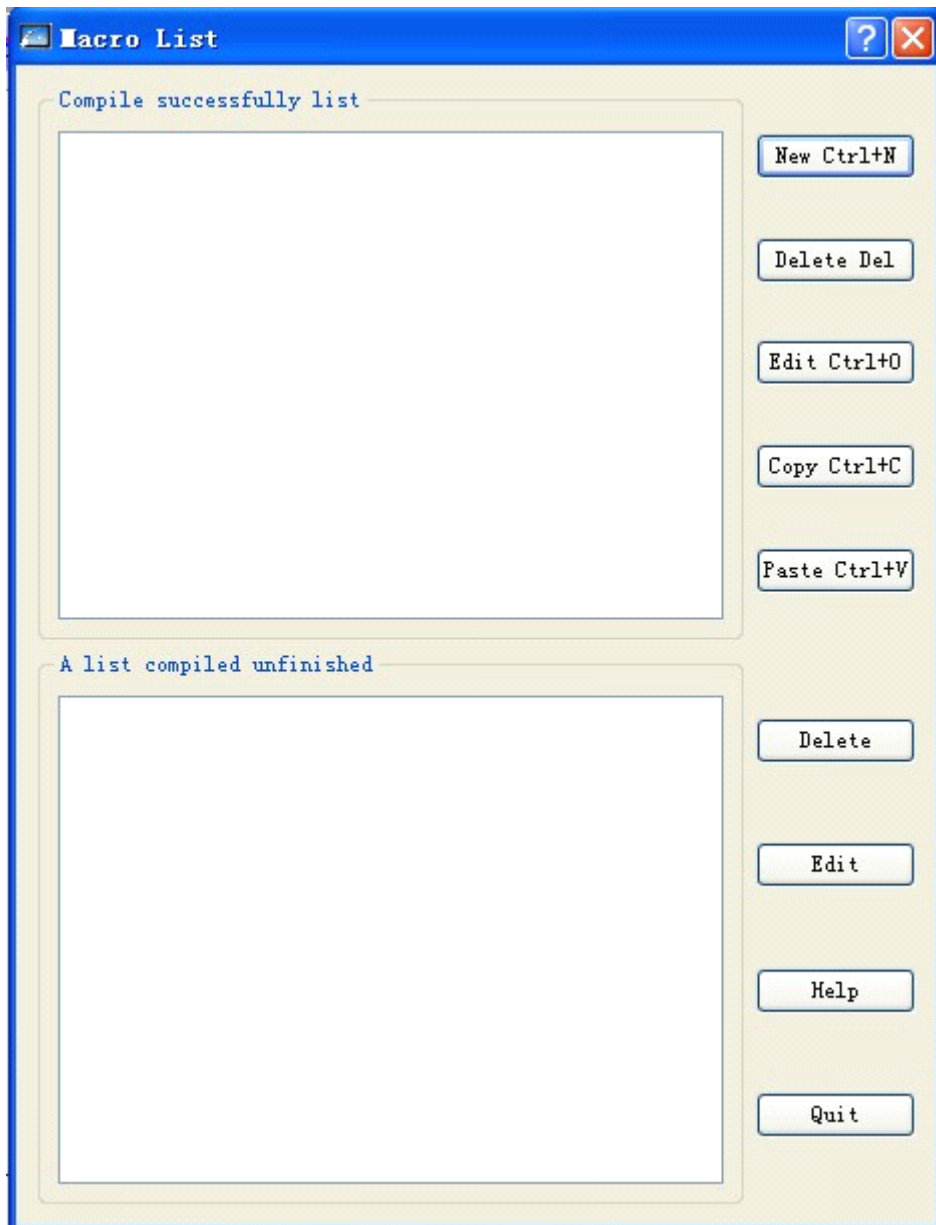 Macro List
?
Compile successfully list
New Ctrl+N
Delete Del
Edit Ctrl+O
Copy Ctrl+C
Paste Ctrl+V
A list compiled unfinished
Delete
Edit
Help
Quit